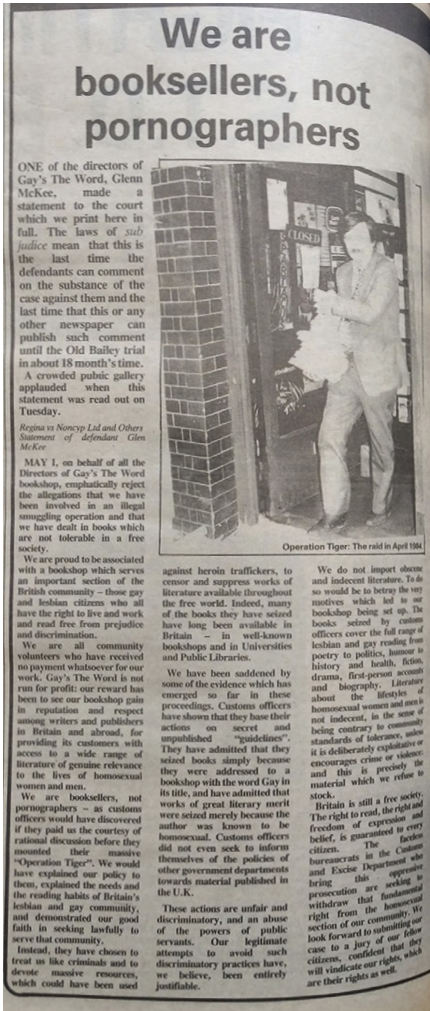 We are
booksellers, not
pornographers
ONE of the directors of
Gay's The Word, Glenn
McKee, made a
statement to the court
which we print here in
full. The laws of sub
judice mean that this is
the last time the
defendants can comment
on the substance of the
case against them and the
last time that this or any
other newspaper can
publish such comment
until the Old Bailey trial
in about 18 month's time.
A crowded public gallery
applauded when this
statement was read out on
Tuesday.
Regina vs Noncyp Ltd and Others
Statement of defendant Glen
McKee
MAY I, on behalf of all the
Directors of Gay's The Word
bookshop, emphatically reject
the allegations that we have
been involved in an illegal
smuggling operation and that
we have dealt in books which
are not tolerable in a free
society.
We are proud to be associated
with a bookshop which serves
an important section of the
British community – those gay
and lesbian citizens who all
have the right to live and work
and read free from prejudice
and discrimination.
We are all community
volunteers who have received
no payment whatsoever for our
work. Gay's The Word is not
run for profit: our reward has
been to see our bookshop gain
in reputation and respect
among writers and publishers
in Britain and abroad, for
providing its customers with
access to a wide range of
literature of genuine relevance
to the lives of homosexual
women and men.
We are booksellers, not
pornographers – as customs
officers would have discovered
if they paid us the courtesy of
rational discussion before they
mounted their massive
"Operation Tiger". We would
have explained our policy to
them, explained the needs and
the reading habits of Britain's
lesbian and gay community,
and demonstrated our good
faith in seeking lawfully to
serve that community.
Instead, they have chosen to
treat us like criminals and to
devote massive resources,
which could have been used
CLOSED
Operation Tiger: The raid in April 1984
against heroin traffickers, to
censor and suppress works of
literature available throughout
the free world. Indeed, many
of the books they have seized
have long been available in
Britain – in well-known
bookshops and in Universities
and Public Libraries.
We have been saddened by
some of the evidence which has
emerged so far in these
proceedings. Customs officers
have shown that they base their
actions on secret and
unpublished "guidelines".
They have admitted that they
seized books simply because
they were addressed to a
bookshop with the word Gay in
its title, and have admitted that
works of great literary merit
were seized merely because the
author was known to be
homosexual. Customs officers
did not even seek to inform
themselves of the policies of
other government departments
towards material published in
the U.K.
These actions are unfair and
discriminatory, and an abuse
of the powers of public
servants. Our legitimate
attempts to avoid such
discriminatory practices have,
we believe, been entirely
justifiable.
We do not import obscene
and indecent literature. To do
so would be to betray the very
motives which led to our
bookshop being set up. The
books seized by customs
officers cover the full range of
lesbian and gay reading from
poetry to politics, humour to
history and health, fiction,
drama, first-person accounts
and biography. Literature
about the lifestyles of
homosexual women and men is
not indecent, in the sense of
being contrary to community
standards of tolerance, unless
it is deliberately exploitative or
encourages crime or violence;
and this is precisely the
material which we refuse to
stock.
Britain is still a free society.
The right to read, the right and
freedom of expression and
belief, is guaranteed to every
citizen. The faceless
bureaucrats in the Customs
and Excise Department who
bring this oppressive
prosecution are seeking to
withdraw that fundamental
right from the homosexual
section of our community. We
look forward to submitting our
case to a jury of our fellow
citizens, confident that they
will vindicate our rights, which
are their rights as well.